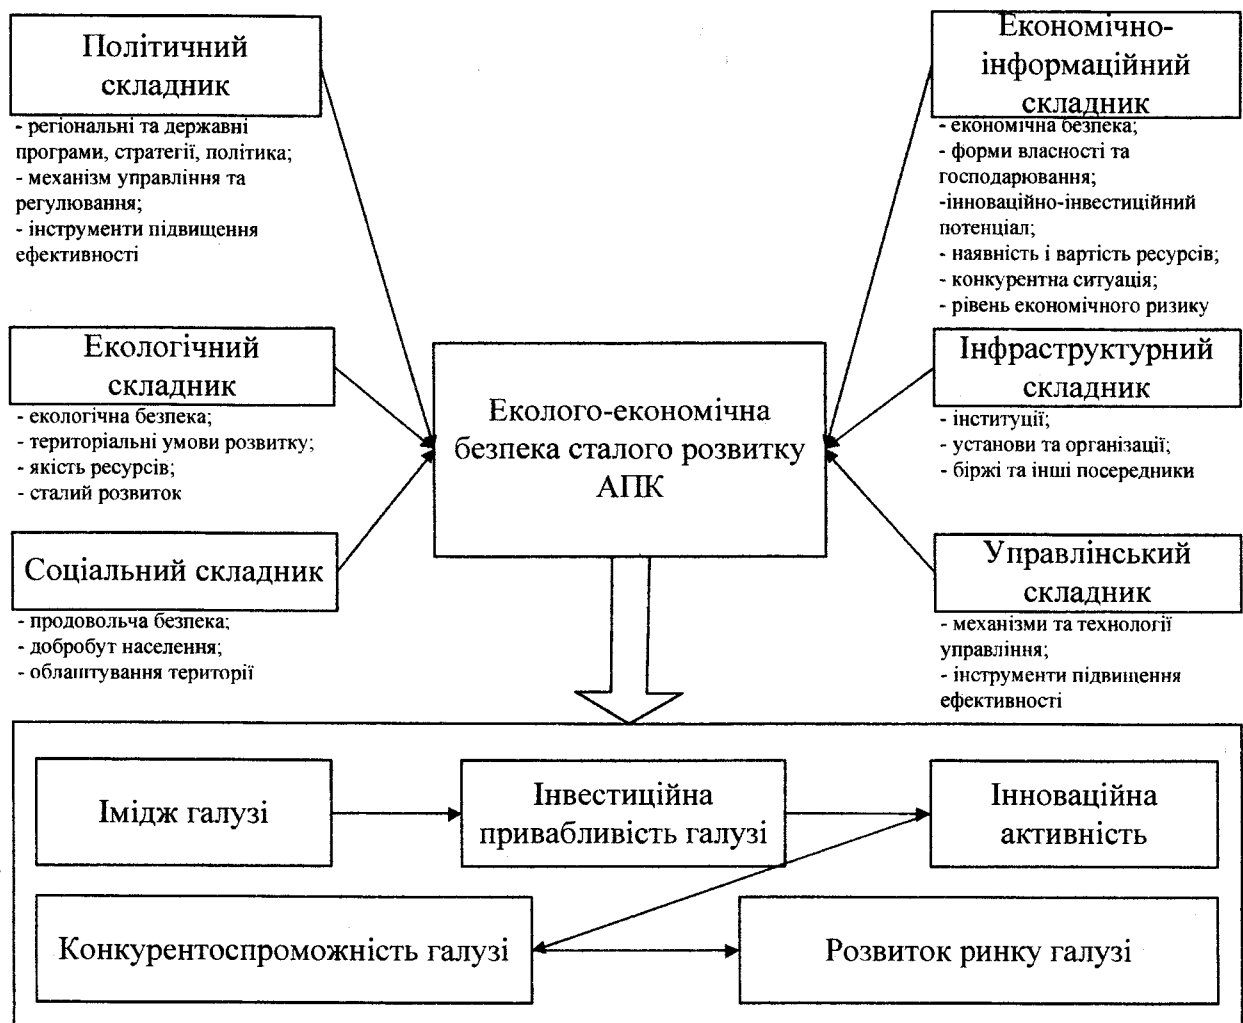 Політичний
складник
- регіональні та державні
програми, стратегії, політика;
- механізм управління та
регулювання;
- інструменти підвищення
ефективності
Екологічний
складник
- екологічна безпека;
- територіальні умови розвитку;
- якість ресурсів;
- сталий розвиток
Соціальний складник
- продовольча безпека;
- добробут населення;
- облаштування території
Еколого-економічна
безпека сталого розвитку
АПК
Економічно-
інформаційний
складник
- економічна безпека;
- форми власності та
господарювання;
-інноваційно-інвестиційний
потенціал;
- наявність і вартість ресурсів;
- конкурентна ситуація;
- рівень економічного ризику
Інфраструктурний
складник
- інституції;
- установи та організації;
- біржі та інші посередники
Управлінський
складник
- механізми та технології
управління;
- інструменти підвищення
ефективності
Імідж галузі
Інвестиційна
привабливість галузі
Інноваційна
активність
Конкурентоспроможність галузі
Розвиток ринку галузі